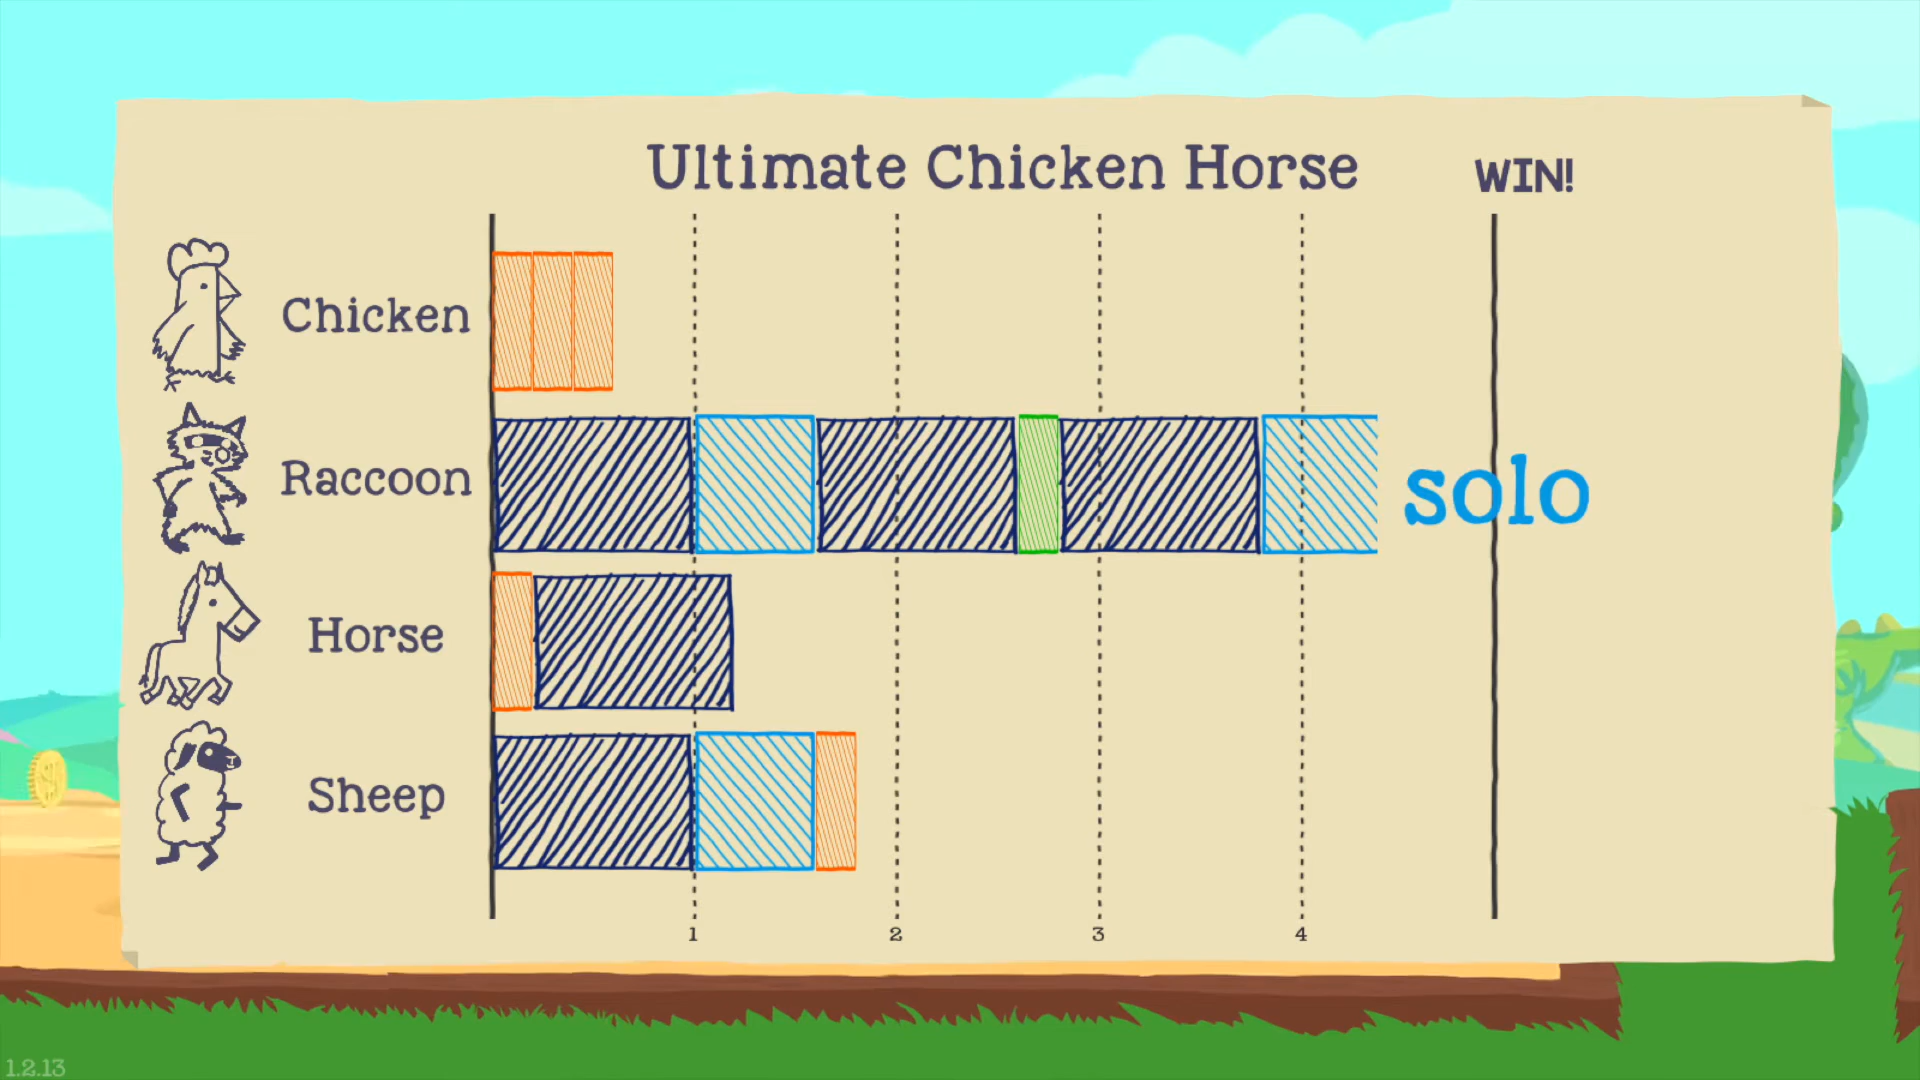 Ultimate Chicken Horse
WIN!
Chicken
Raccoon
solo
Horse
Sheep
1 2 3 4
1.2.13